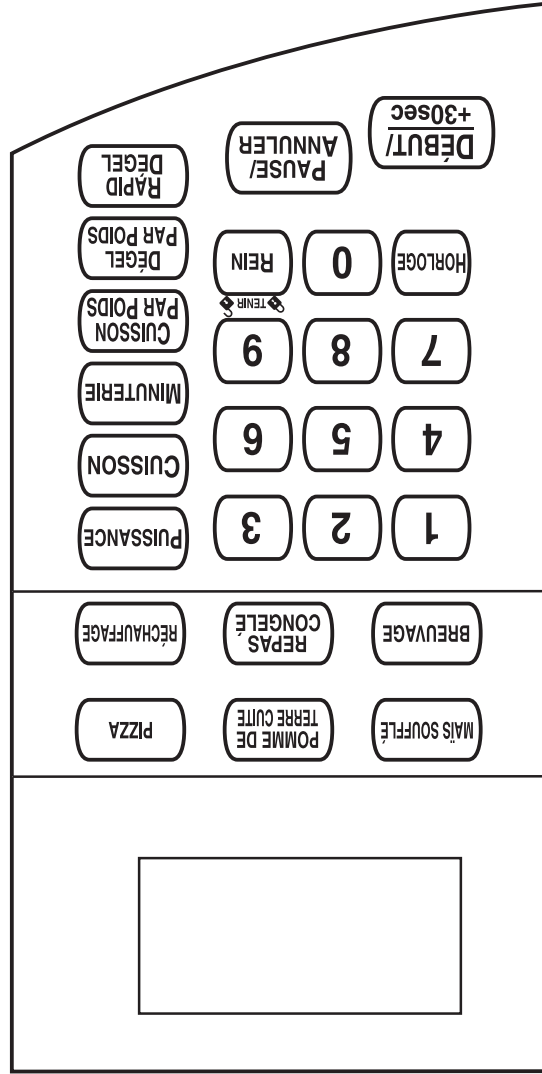 MAÏS SOUFFLÉ
POMME DE
TERRE CUITE
PIZZA
BREUVAGE
REPAS
CONGELÉ
RÉCHAUFFAGE
1
2
3
PUISSANCE
4
5
6
CUISSON
7
8
9
MINUTERIE
TENIR
HORLOGE
0
REIN
CUISSON
PAR POIDS
DÉGEL
PAR POIDS
RAPID
DÉGEL
DÉBUT/
+30sec
PAUSE/
ANNULER